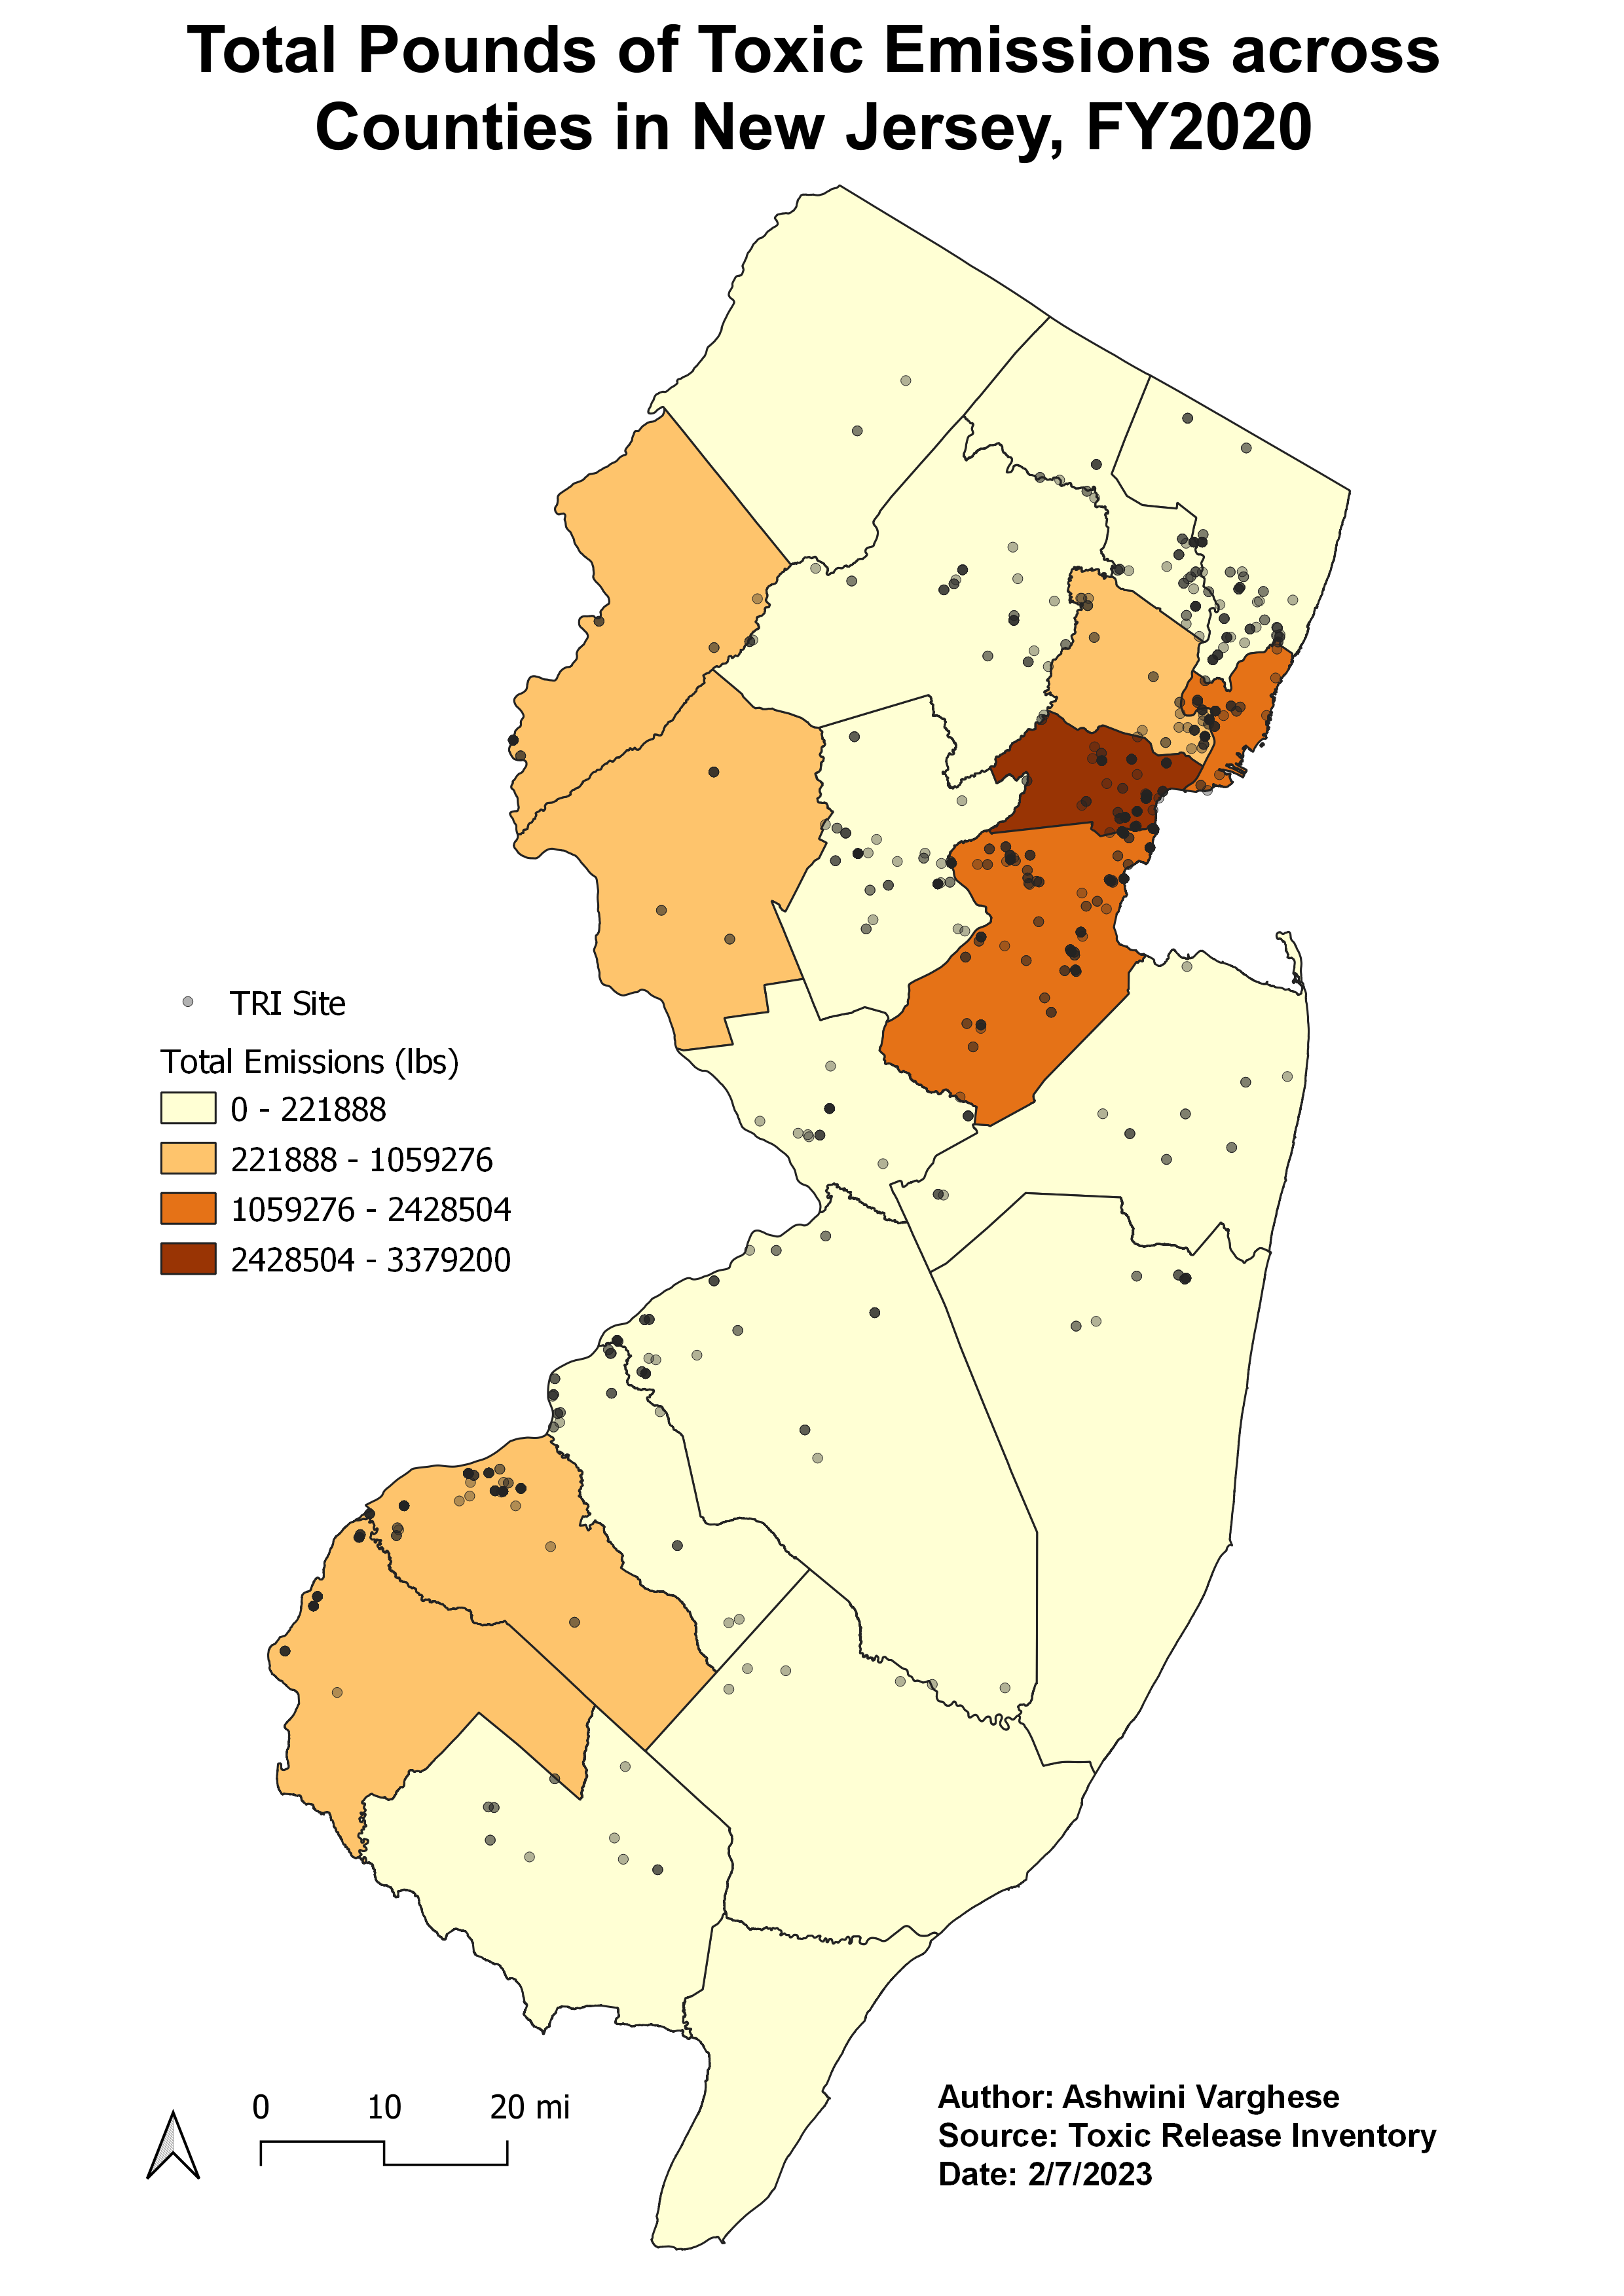 Total Pounds of Toxic Emissions across
Counties in New Jersey, FY2020
TRI Site
Total Emissions (lbs)
0 - 221888
221888 - 1059276
1059276 - 2428504
2428504 - 3379200
0 10 20 mi
Author: Ashwini Varghese
Source: Toxic Release Inventory
Date: 2/7/2023